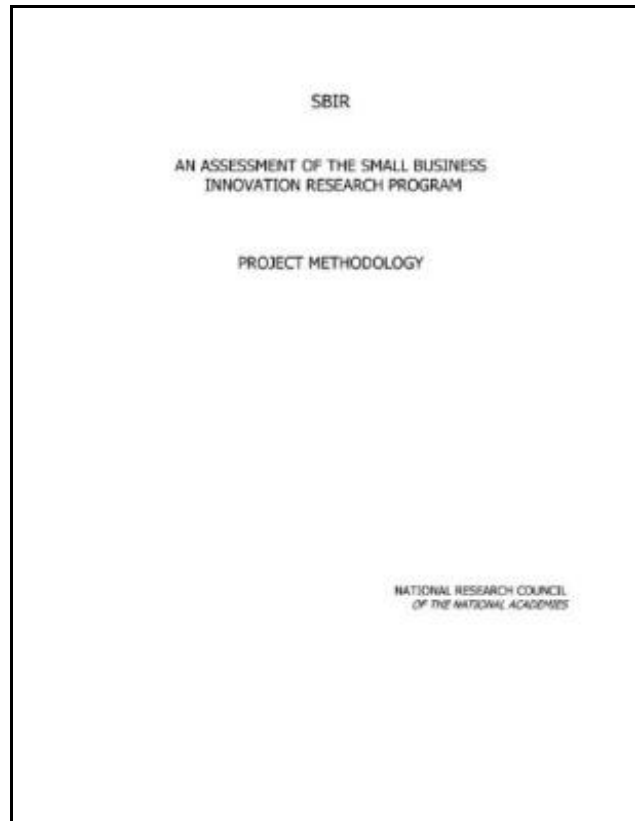 SBIR
AN ASSESSMENT OF THE SMALL BUSINESS
INNOVATION RESEARCH PROGRAM
PROJECT METHODOLOGY
NATIONAL RESEARCH COUNCIL
OF THE NATIONAL ACADEMIES